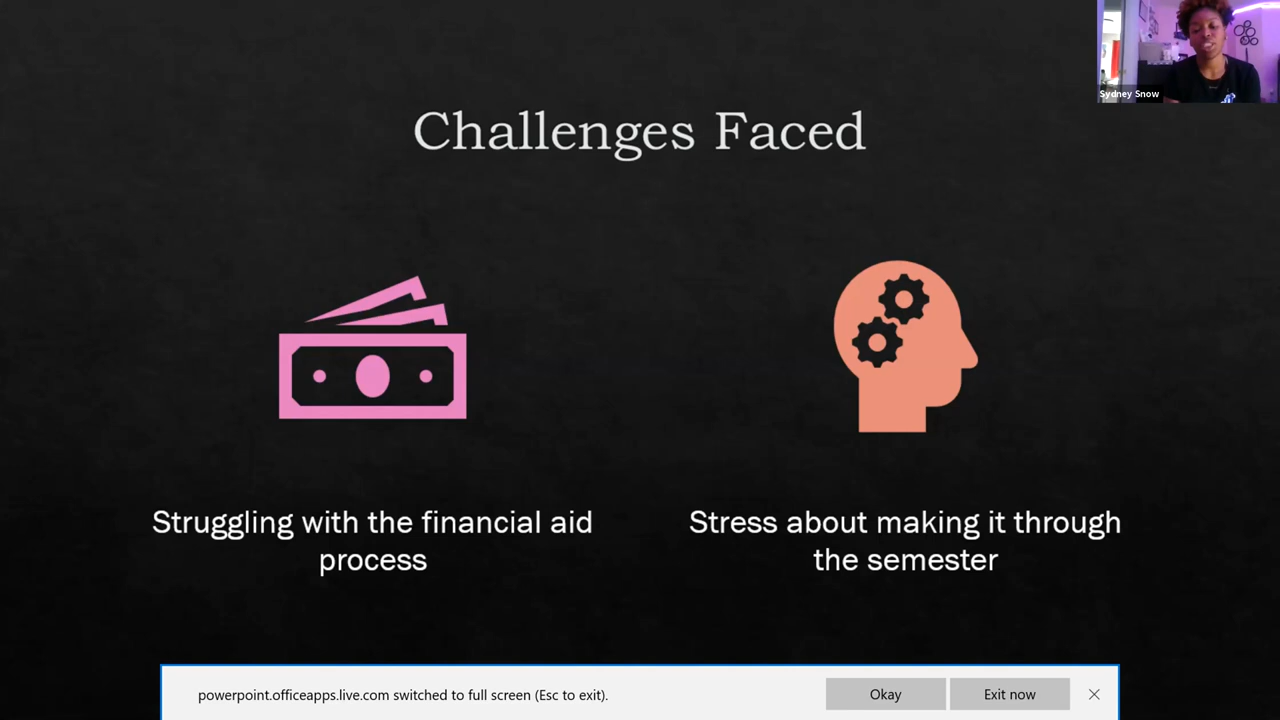 Sydney Snow
Challenges Faced
Struggling with the financial aid
process
Stress about making it through
the semester
powerpoint.officeapps.live.com switched to full screen (Esc to exit).
Okay
Exit now